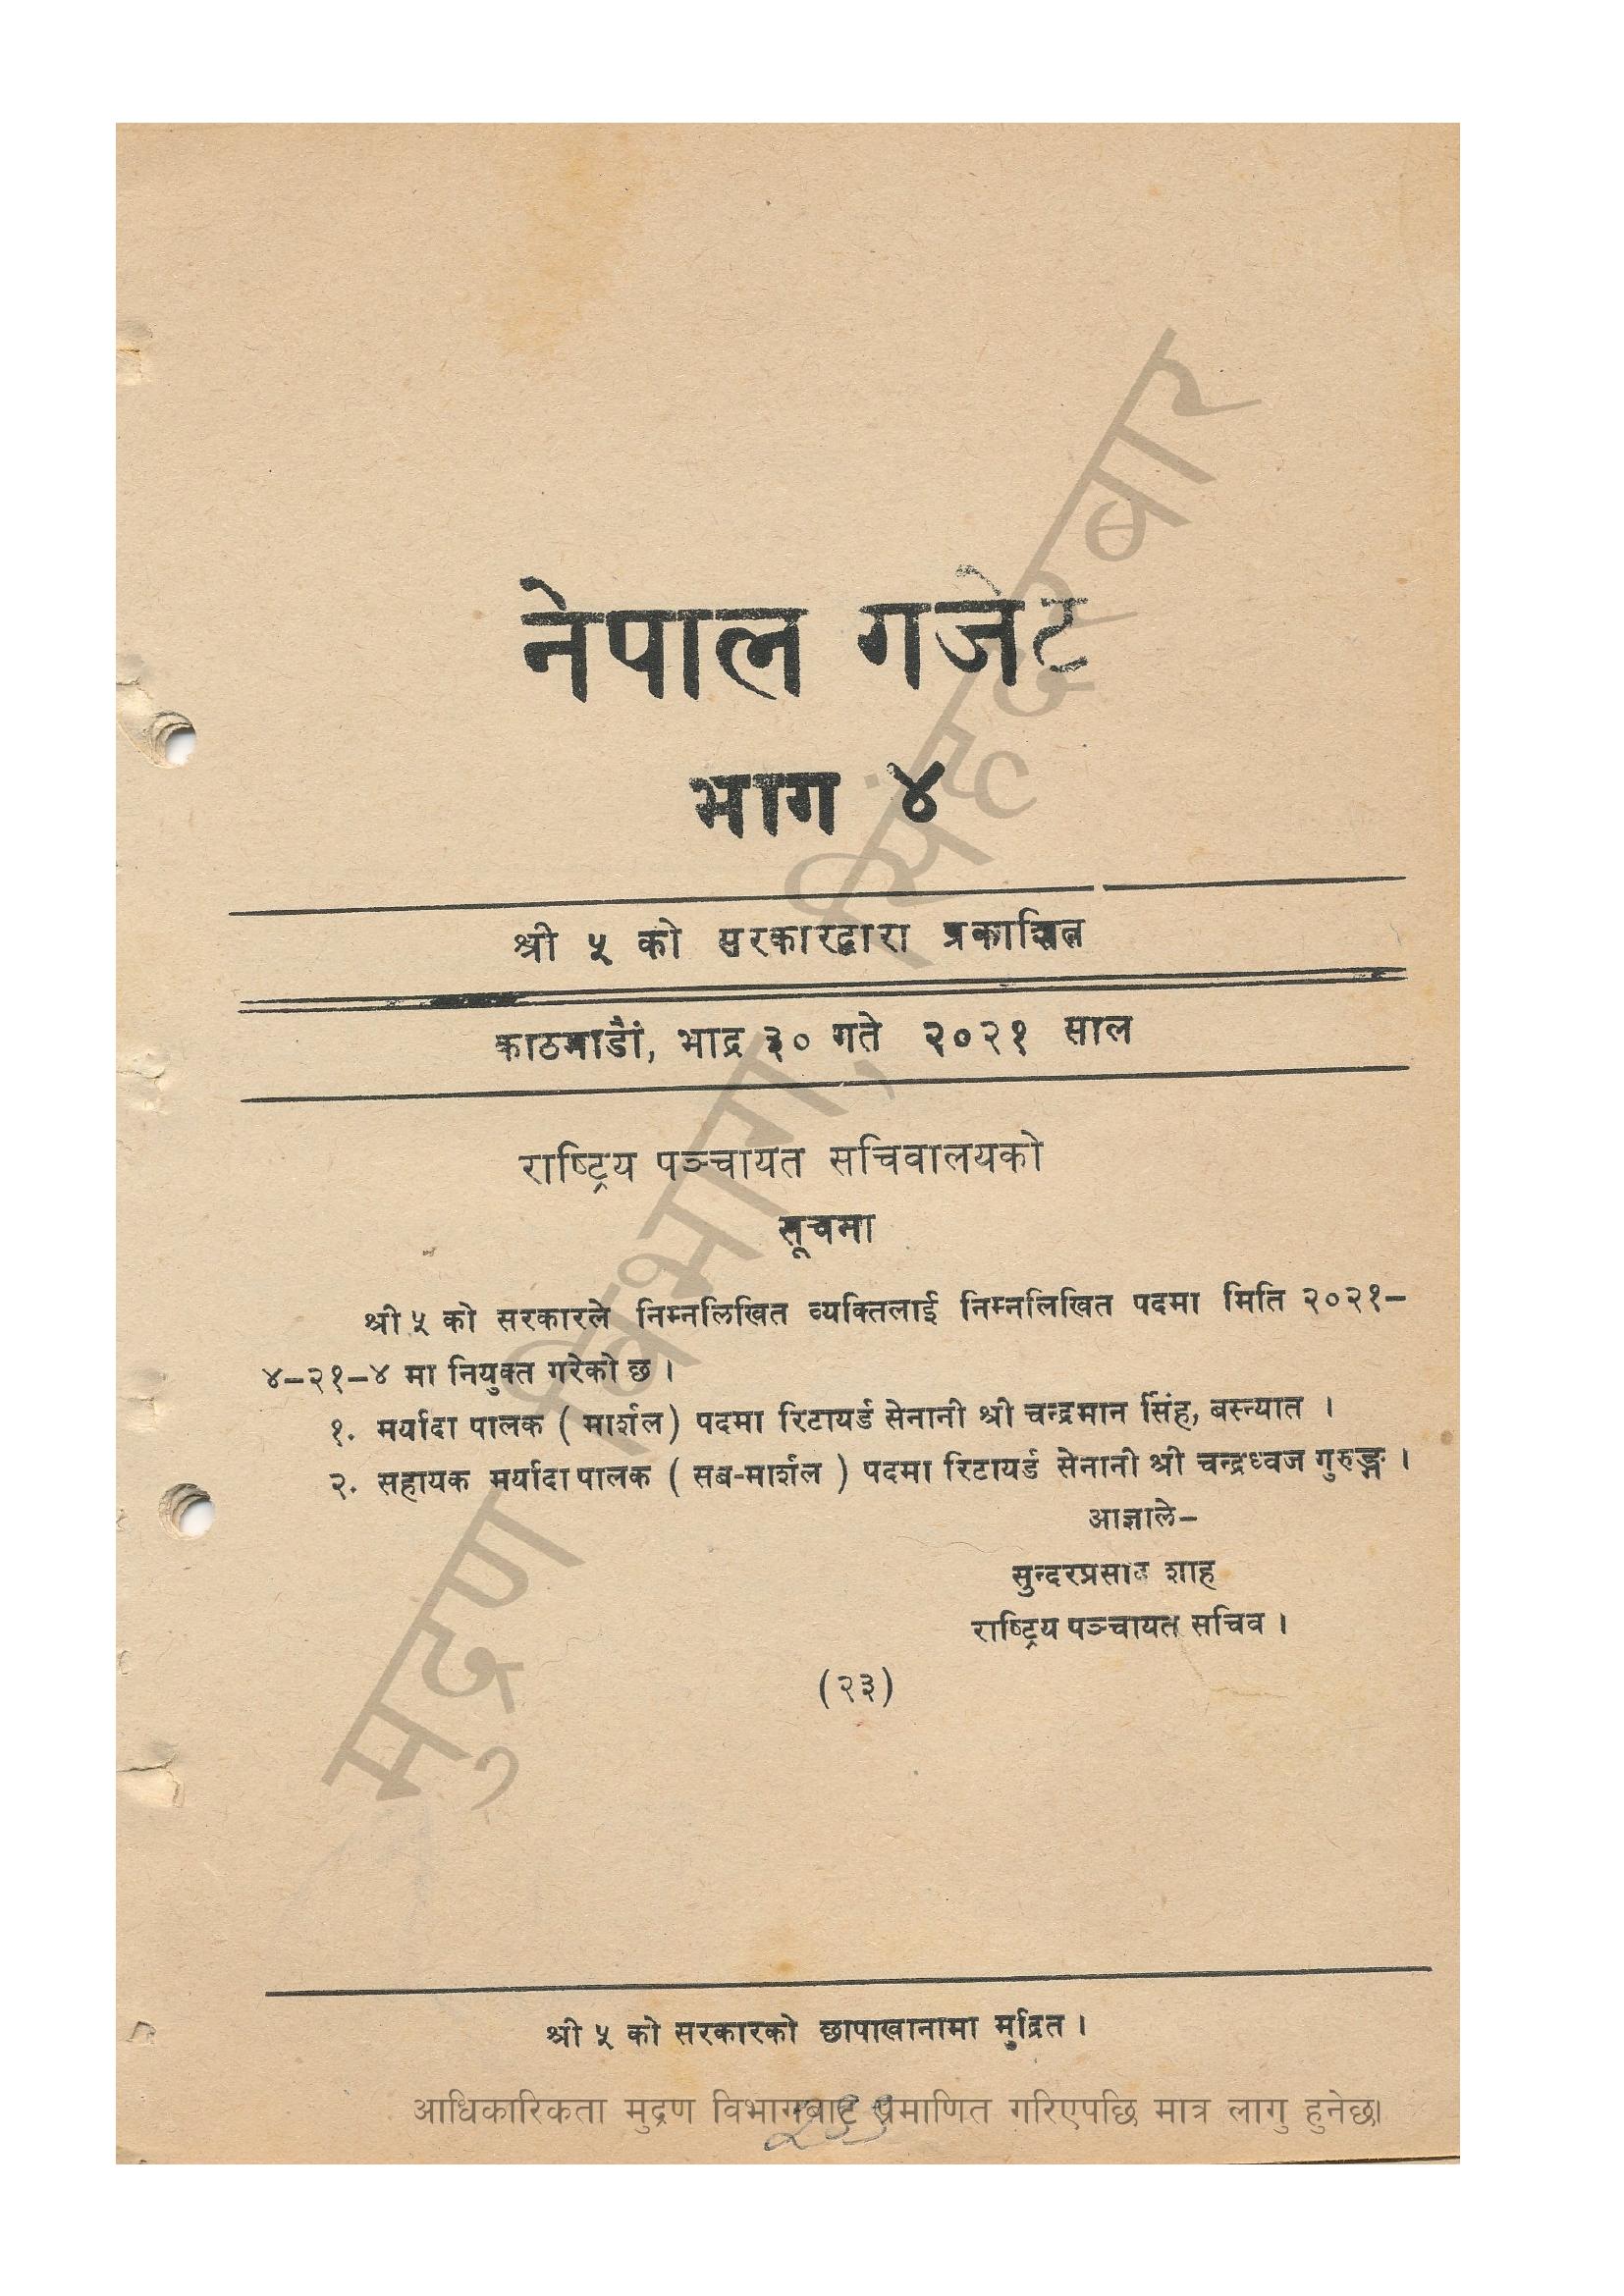 नेपाल गजेट
भाग ४
श्री ५ को सरकारद्वारा प्रकाशित
काठमाडौं, भाद्र ३० गते २०२१ साल
राष्ट्रिय पञ्चायत सचिवालयको
सूचना
श्री ५ को सरकारले निम्नलिखित व्यक्तिलाई निम्नलिखित पदमा मिति २०२१–
४–२१–४ मा नियुक्त गरेको छ ।
१. मर्यादा पालक ( मार्शल) पदमा रिटायर्ड सेनानी श्री चन्द्रमान सिंह, बस्न्यात ।
२. सहायक मर्यादा पालक ( सब-मार्शल ) पदमा रिटायर्ड सेनानी श्री चन्द्रध्वज गुरुङ्ग ।
आज्ञाले–
सुन्दरप्रसाद शाह
राष्ट्रिय पञ्चायत सचिव ।
(२३)
श्री ५ को सरकारको छापाखानामा मुद्रित ।
आधिकारिकता मुद्रण विभागबाट प्रमाणित गरिएपछि मात्र लागु हुनेछ।
मुद्रण विभाग, सिंहदरबार